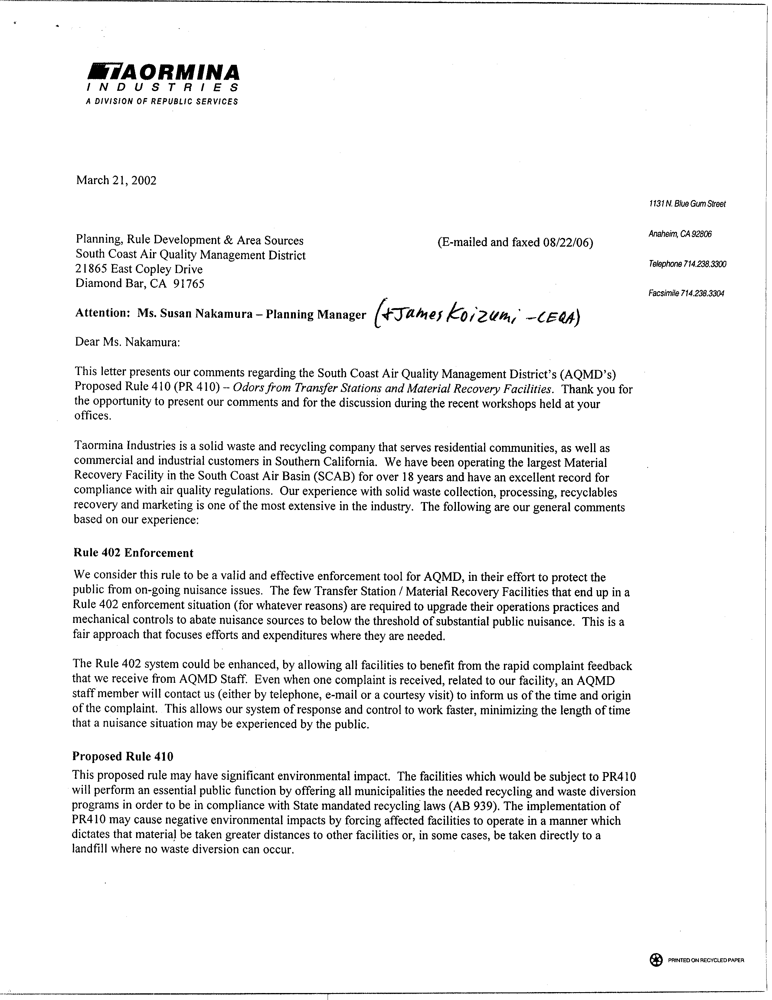 TAORMINA
INDUSTRIES
A DIVISION OF REPUBLIC SERVICES
March 21, 2002
1131 N. Blue Gum Street
Anaheim, CA 92806
Telephone 714.238.3300
Facsimile 714.238.3304
Planning, Rule Development & Area Sources
(E-mailed and faxed 08/22/06)
South Coast Air Quality Management District
21865 East Copley Drive
Diamond Bar, CA 91765
Attention: Ms. Susan Nakamura – Planning Manager (+James Koizumi -CEQA)
Dear Ms. Nakamura:
This letter presents our comments regarding the South Coast Air Quality Management District's (AQMD's)
Proposed Rule 410 (PR 410) – Odors from Transfer Stations and Material Recovery Facilities. Thank you for
the opportunity to present our comments and for the discussion during the recent workshops held at your
offices.
Taormina Industries is a solid waste and recycling company that serves residential communities, as well as
commercial and industrial customers in Southern California. We have been operating the largest Material
Recovery Facility in the South Coast Air Basin (SCAB) for over 18 years and have an excellent record for
compliance with air quality regulations. Our experience with solid waste collection, processing, recyclables
recovery and marketing is one of the most extensive in the industry. The following are our general comments
based on our experience:
Rule 402 Enforcement
We consider this rule to be a valid and effective enforcement tool for AQMD, in their effort to protect the
public from on-going nuisance issues. The few Transfer Station / Material Recovery Facilities that end up in a
Rule 402 enforcement situation (for whatever reasons) are required to upgrade their operations practices and
mechanical controls to abate nuisance sources to below the threshold of substantial public nuisance. This is a
fair approach that focuses efforts and expenditures where they are needed.
The Rule 402 system could be enhanced, by allowing all facilities to benefit from the rapid complaint feedback
that we receive from AQMD Staff. Even when one complaint is received, related to our facility, an AQMD
staff member will contact us (either by telephone, e-mail or a courtesy visit) to inform us of the time and origin
of the complaint. This allows our system of response and control to work faster, minimizing the length of time
that a nuisance situation may be experienced by the public.
Proposed Rule 410
This proposed rule may have significant environmental impact. The facilities which would be subject to PR410
will perform an essential public function by offering all municipalities the needed recycling and waste diversion
programs in order to be in compliance with State mandated recycling laws (AB 939). The implementation of
PR410 may cause negative environmental impacts by forcing affected facilities to operate in a manner which
dictates that material be taken greater distances to other facilities or, in some cases, be taken directly to a
landfill where no waste diversion can occur.
PRINTED ON RECYCLED PAPER